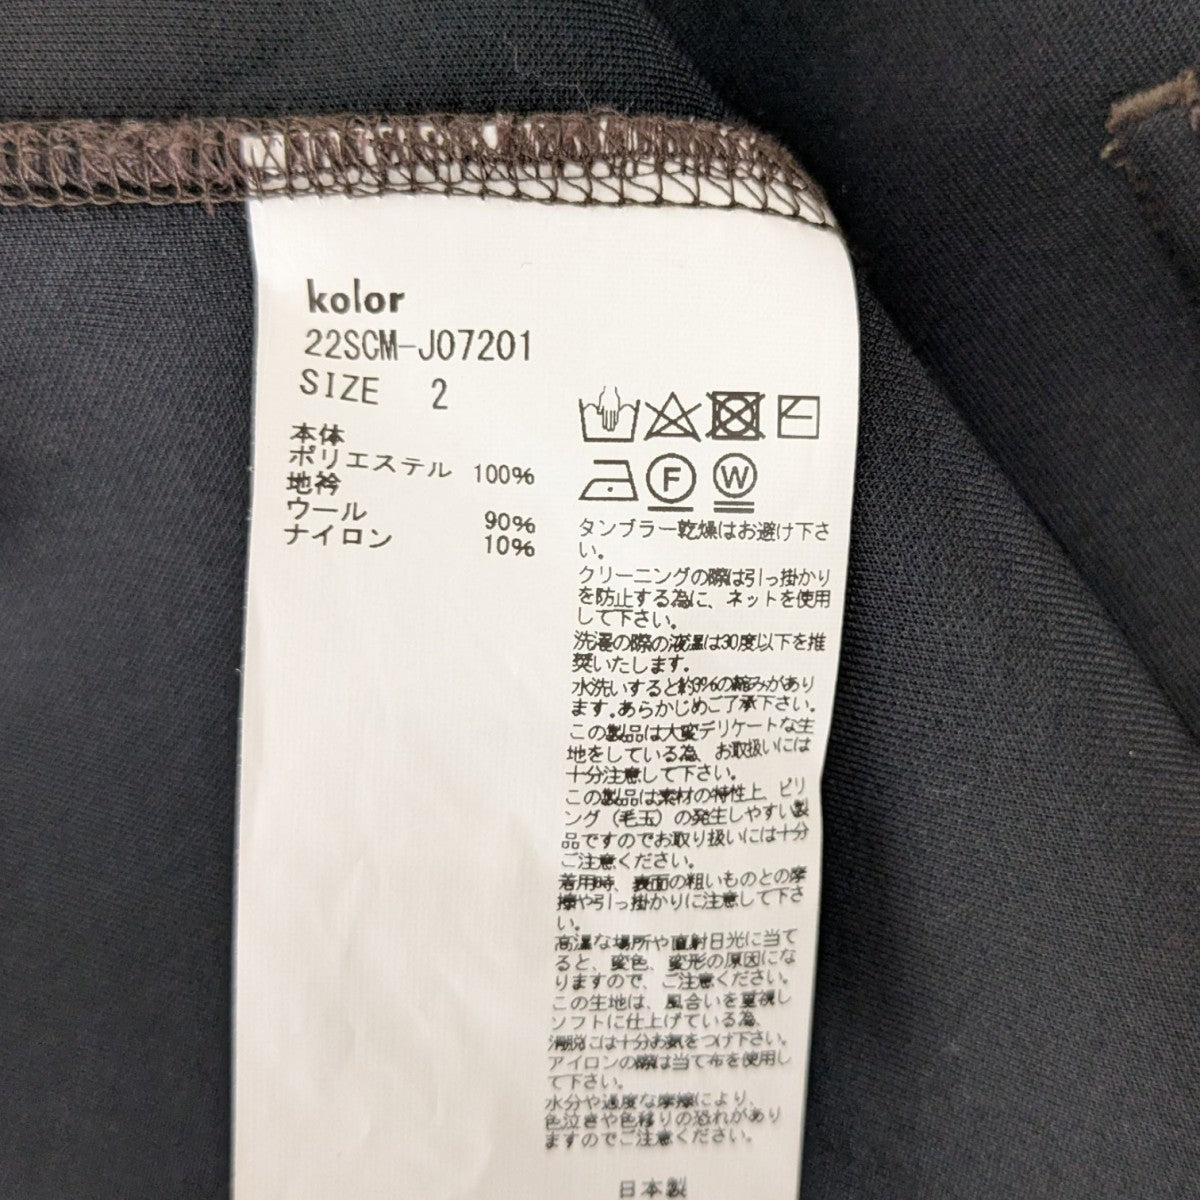 kolor
22SCM-J07201
SIZE 2
本体
ポリエステル 100%
地衿
ウール 90%
ナイロン 10%
F W
タンブラー乾燥はお避け下さ
い。
クリーニングの際は引っ掛かり
を防止する為に、ネットを使用
して下さい。
洗濯の際の液温は30度以下を推
奨いたします。
水洗いすると約3%の縮みがあり
ます。あらかじめご了承下さい。
この製品は大変デリケートな生
地をしている為、お取扱いには
十分注意して下さい。
この製品は素材の特性上、ピリ
ング（毛玉）の発生しやすい製
品ですのでお取り扱いには十分
ご注意ください。
着用時、表面の粗いものとの摩
擦や引っ掛かりに注意して下さ
い。
高温な場所や直射日光に当て
ると、変色、変形の原因にな
りますので、ご注意ください。
この生地は、風合いを重視し
ソフトに仕上げている為、
滑脱には十分お気をつけ下さい。
アイロンの際は当て布を使用し
て下さい。
水分や過度な摩擦により、
色泣きや色移りの恐れがあり
ますのでご注意ください。
日本製